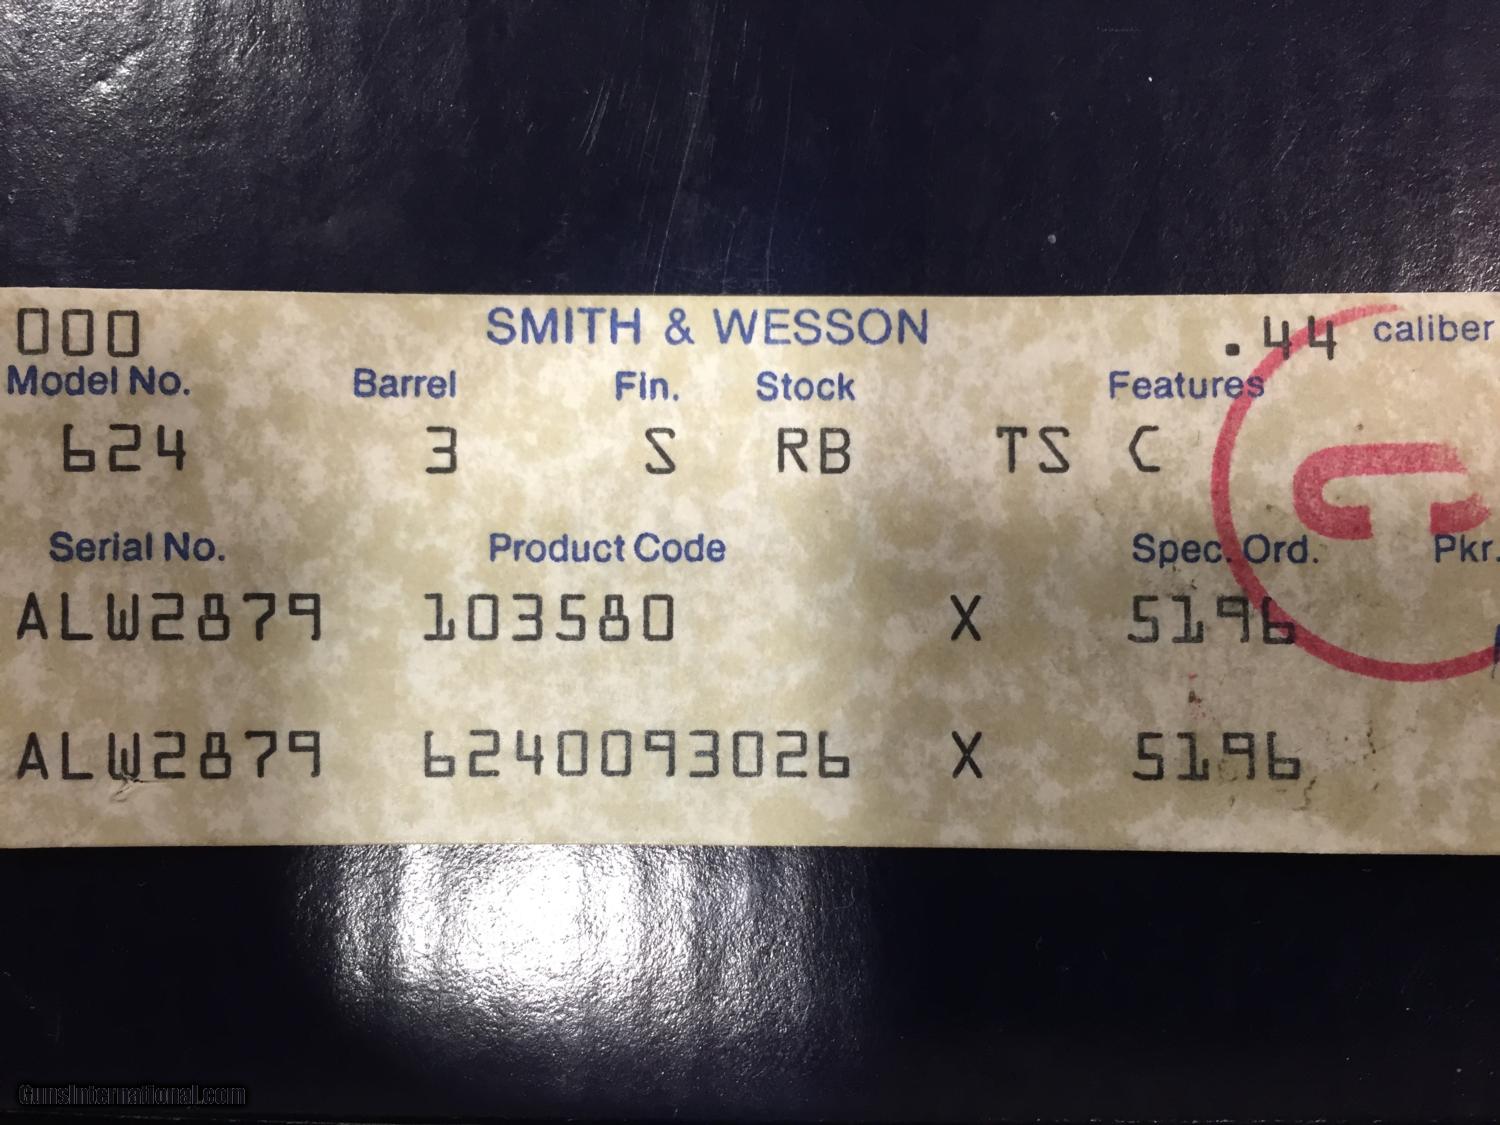 000 SMITH & WESSON .44 caliber
Model No. Barrel Fin. Stock Features
624 3 S RB TS C
G
Serial No. Product Code Spec. Ord. Pkr.
ALW2879 103580 X 5196
ALW2879 6240093026 X 5196
GunsInternational.com